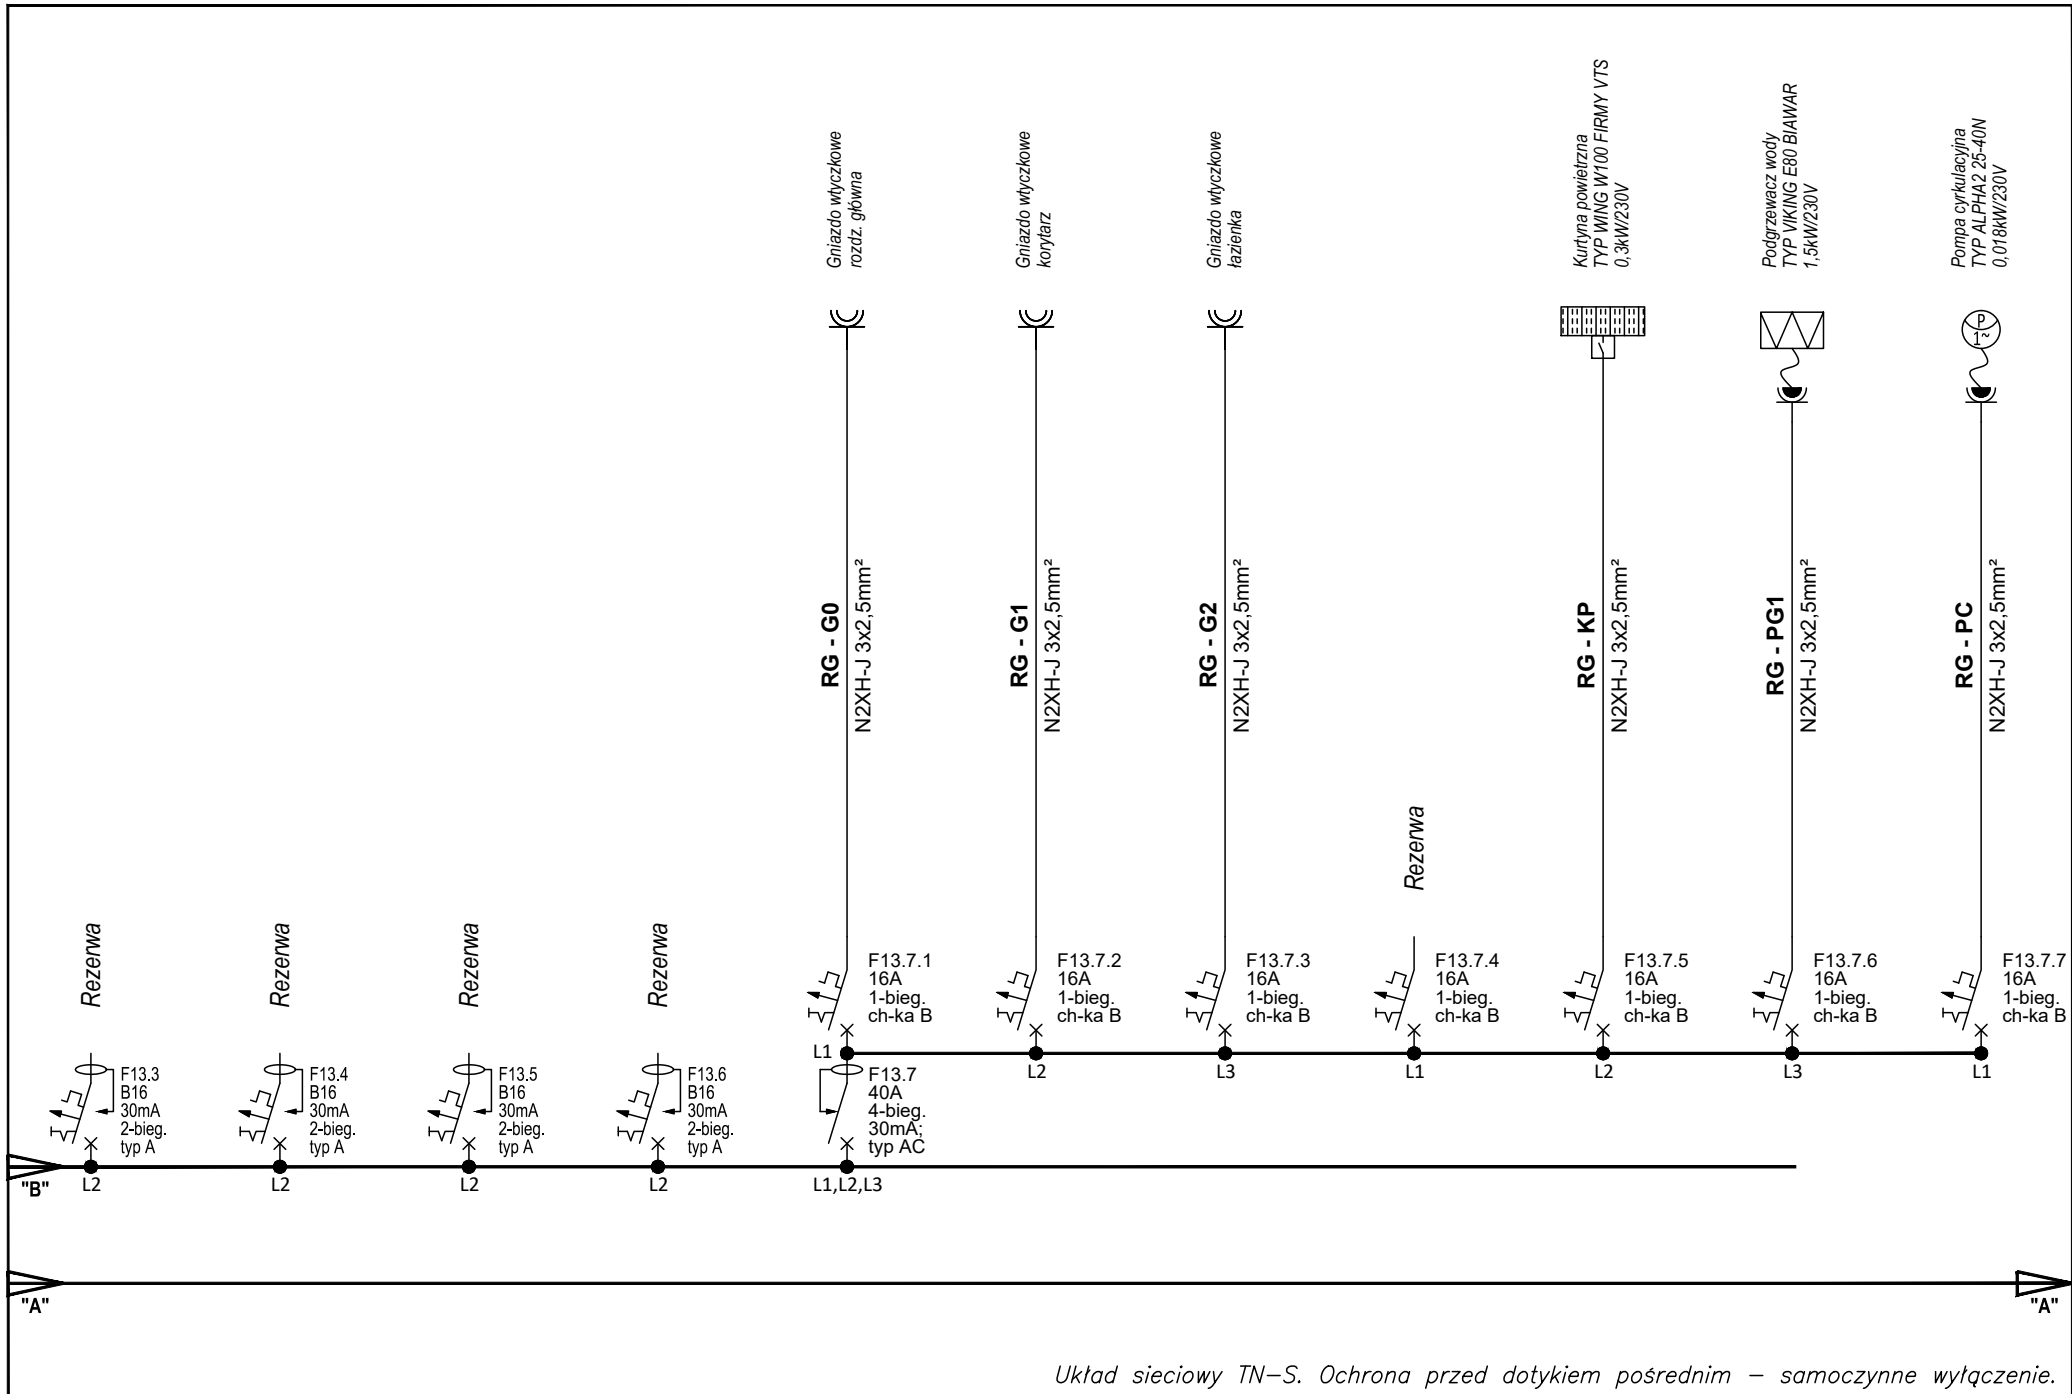 Gniazdo wtyczkowe
rozdz. główna
Gniazdo wtyczkowe
korytarz
Gniazdo wtyczkowe
łazienka
Kurtyna powietrzna
TYP WING W100 FIRMY VTS
0,3kW/230V
Podgrzewacz wody
TYP VIKING E80 BIAWAR
1,5kW/230V
Pompa cyrkulacyjna
TYP ALPHA2 25-40N
0,018kW/230V
P
1~
RG - G0
N2XH-J 3x2,5mm²
RG - G1
N2XH-J 3x2,5mm²
RG - G2
N2XH-J 3x2,5mm²
RG - KP
N2XH-J 3x2,5mm²
RG - PG1
N2XH-J 3x2,5mm²
RG - PC
N2XH-J 3x2,5mm²
Rezerwa
Rezerwa
Rezerwa
Rezerwa
Rezerwa
F13.7.1
16A
1-bieg.
ch-ka B
F13.7.2
16A
1-bieg.
ch-ka B
F13.7.3
16A
1-bieg.
ch-ka B
F13.7.4
16A
1-bieg.
ch-ka B
F13.7.5
16A
1-bieg.
ch-ka B
F13.7.6
16A
1-bieg.
ch-ka B
F13.7.7
16A
1-bieg.
ch-ka B
L1
L2
L3
L1
L2
L3
L1
F13.3
B16
30mA
2-bieg.
typ A
F13.4
B16
30mA
2-bieg.
typ A
F13.5
B16
30mA
2-bieg.
typ A
F13.6
B16
30mA
2-bieg.
typ A
F13.7
40A
4-bieg.
30mA;
typ AC
"B"
L2
L2
L2
L2
L1,L2,L3
"A"
"A"
Układ sieciowy TN-S. Ochrona przed dotykiem pośrednim – samoczynne wyłączenie.